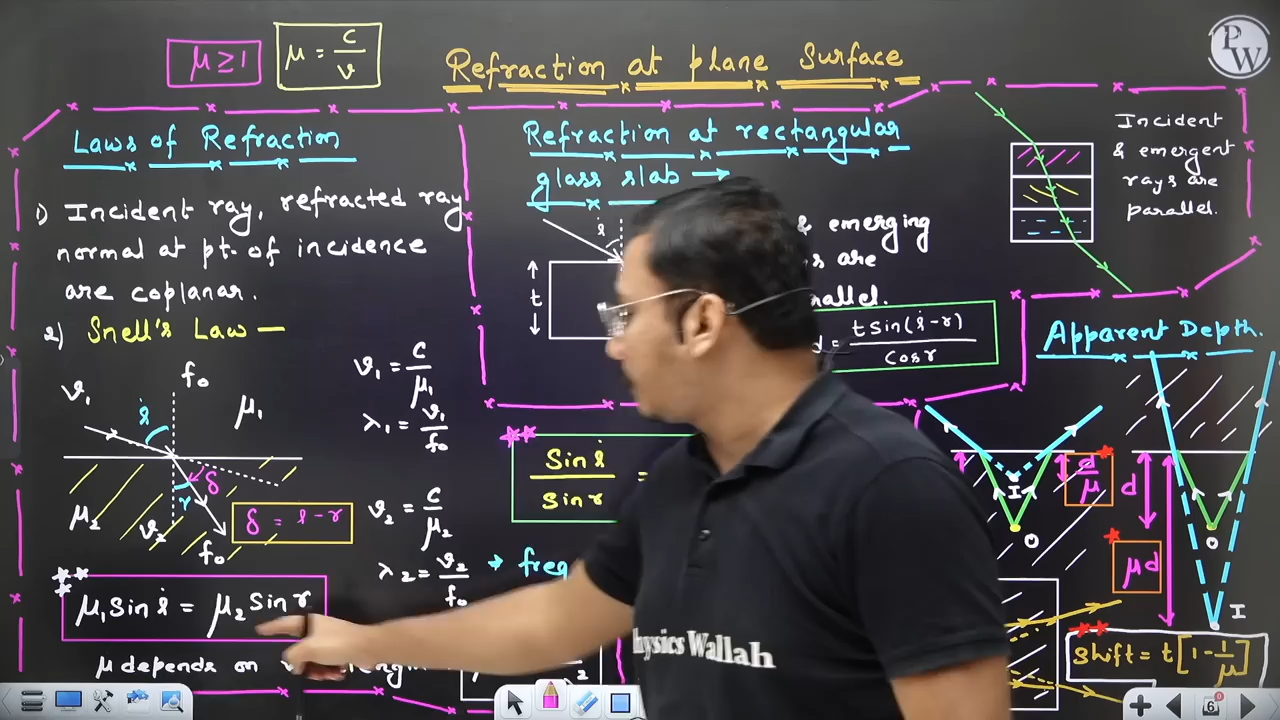 μ ≥ 1
μ = c/v
Refraction at plane Surface
PW
Laws of Refraction
1) Incident ray, refracted ray
normal at pt. of incidence
are coplanar.
2) Snell's Law —
v₁
f₀
i
μ₁
δ
r
μ₂
v₂
f₀
δ = i - r
v₁ = c/μ₁
λ₁ = v₁/f₀
v₂ = c/μ₂
λ₂ = v₂/f₀
μ₁ Sin i = μ₂ Sin r
μ depends on
Refraction at rectangular
glass slab →
i
t
& emerging
are
d = t Sin(i-r)/cos r
Sin i / Sin r =
Incident
& emergent
rays are
parallel.
Apparent Depth.
I
O
d/μ
d
μd
O
I
Shift = t[1 - 1/μ]
Physics Wallah
6